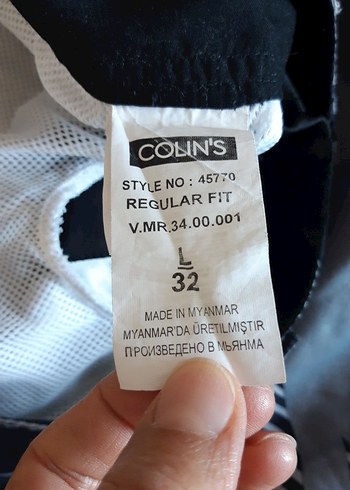 COLIN'S
STYLE NO : 45770
REGULAR FIT
V.MR.34.00.001
L
32
MADE IN MYANMAR
MYANMAR'DA ÜRETİLMİŞTİR
ПРОИЗВЕДЕНО В МЬЯНМА